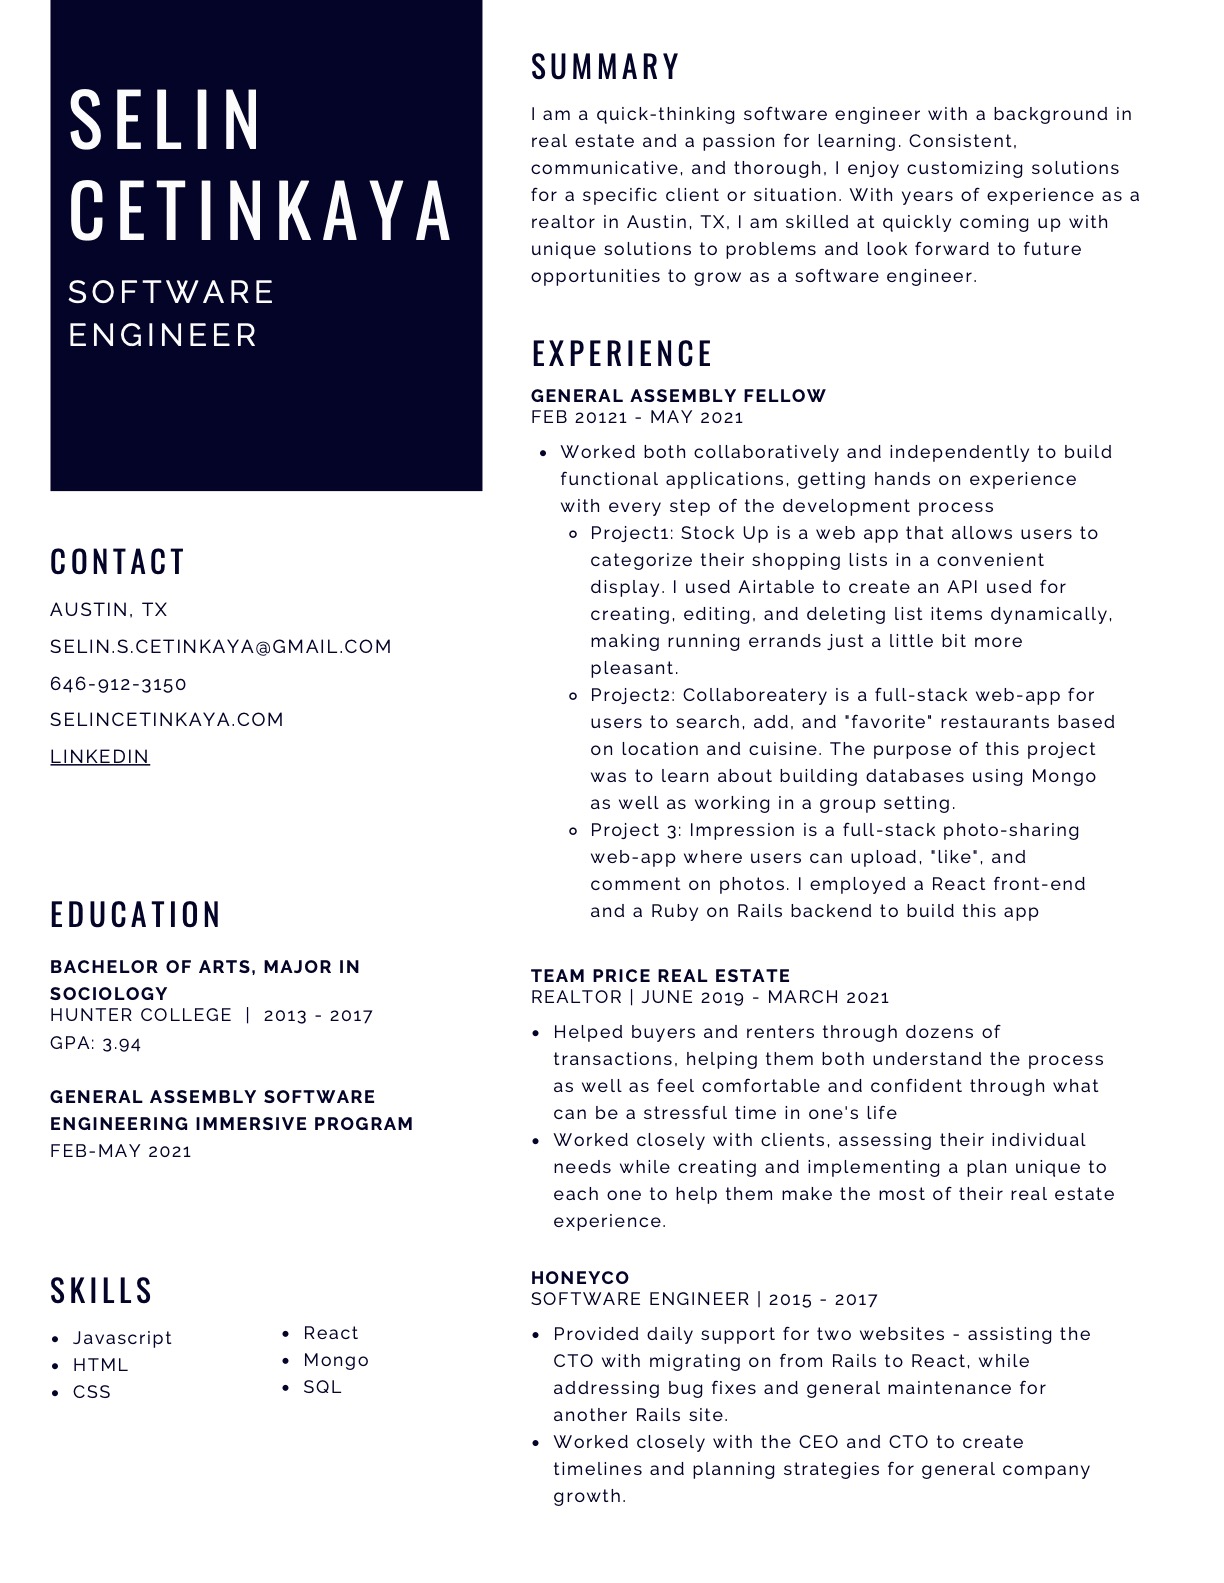 SELIN
CETINKAYA
SOFTWARE
ENGINEER
CONTACT
AUSTIN, TX
SELIN.S.CETINKAYA@GMAIL.COM
646-912-3150
SELINCETINKAYA.COM
LINKEDIN
EDUCATION
BACHELOR OF ARTS, MAJOR IN
SOCIOLOGY
HUNTER COLLEGE | 2013 - 2017
GPA: 3.94
GENERAL ASSEMBLY SOFTWARE
ENGINEERING IMMERSIVE PROGRAM
FEB-MAY 2021
SKILLS
• Javascript
• HTML
• CSS
• React
• Mongo
• SQL
SUMMARY
I am a quick-thinking software engineer with a background in
real estate and a passion for learning. Consistent,
communicative, and thorough, I enjoy customizing solutions
for a specific client or situation. With years of experience as a
realtor in Austin, TX, I am skilled at quickly coming up with
unique solutions to problems and look forward to future
opportunities to grow as a software engineer.
EXPERIENCE
GENERAL ASSEMBLY FELLOW
FEB 20121 - MAY 2021
• Worked both collaboratively and independently to build
functional applications, getting hands on experience
with every step of the development process
◦ Project1: Stock Up is a web app that allows users to
categorize their shopping lists in a convenient
display. I used Airtable to create an API used for
creating, editing, and deleting list items dynamically,
making running errands just a little bit more
pleasant.
◦ Project2: Collaboreatery is a full-stack web-app for
users to search, add, and "favorite" restaurants based
on location and cuisine. The purpose of this project
was to learn about building databases using Mongo
as well as working in a group setting.
◦ Project 3: Impression is a full-stack photo-sharing
web-app where users can upload, "like", and
comment on photos. I employed a React front-end
and a Ruby on Rails backend to build this app
TEAM PRICE REAL ESTATE
REALTOR | JUNE 2019 - MARCH 2021
• Helped buyers and renters through dozens of
transactions, helping them both understand the process
as well as feel comfortable and confident through what
can be a stressful time in one's life
• Worked closely with clients, assessing their individual
needs while creating and implementing a plan unique to
each one to help them make the most of their real estate
experience.
HONEYCO
SOFTWARE ENGINEER | 2015 - 2017
• Provided daily support for two websites - assisting the
CTO with migrating on from Rails to React, while
addressing bug fixes and general maintenance for
another Rails site.
• Worked closely with the CEO and CTO to create
timelines and planning strategies for general company
growth.